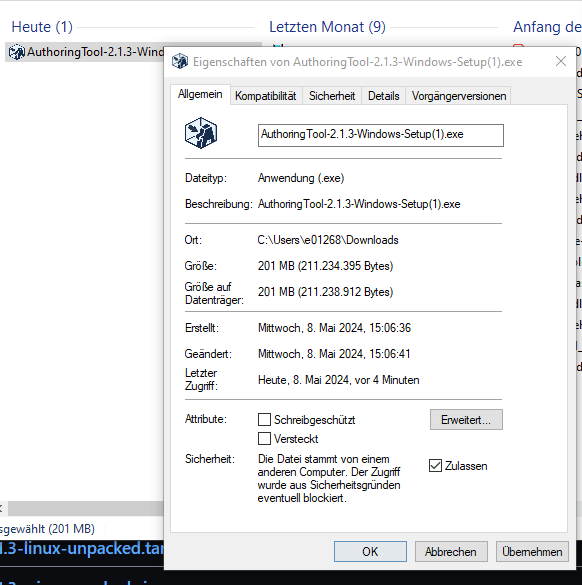 Heute (1)
Letzten Monat (9)
Anfang de
AuthoringTool-2.1.3-Windo
Eigenschaften von AuthoringTool-2.1.3-Windows-Setup(1).exe
Allgemein
Kompatibilität
Sicherheit
Details
Vorgängerversionen
AuthoringTool-2.1.3-Windows-Setup(1).exe
Dateityp:
Anwendung (.exe)
Beschreibung:
AuthoringTool-2.1.3-Windows-Setup(1).exe
Ort:
C:\Users\e01268\Downloads
Größe:
201 MB (211.234.395 Bytes)
Größe auf
Datenträger:
201 MB (211.238.912 Bytes)
Erstellt:
Mittwoch, 8. Mai 2024, 15:06:36
Geändert:
Mittwoch, 8. Mai 2024, 15:06:41
Letzter
Zugriff:
Heute, 8. Mai 2024, vor 4 Minuten
Attribute:
Schreibgeschützt
Erweitert...
Versteckt
Sicherheit:
Die Datei stammt von einem
anderen Computer. Der Zugriff
wurde aus Sicherheitsgründen
eventuell blockiert.
Zulassen
sgewählt (201 MB)
.3-linux-unpacked.tar
OK
Abbrechen
Übernehmen